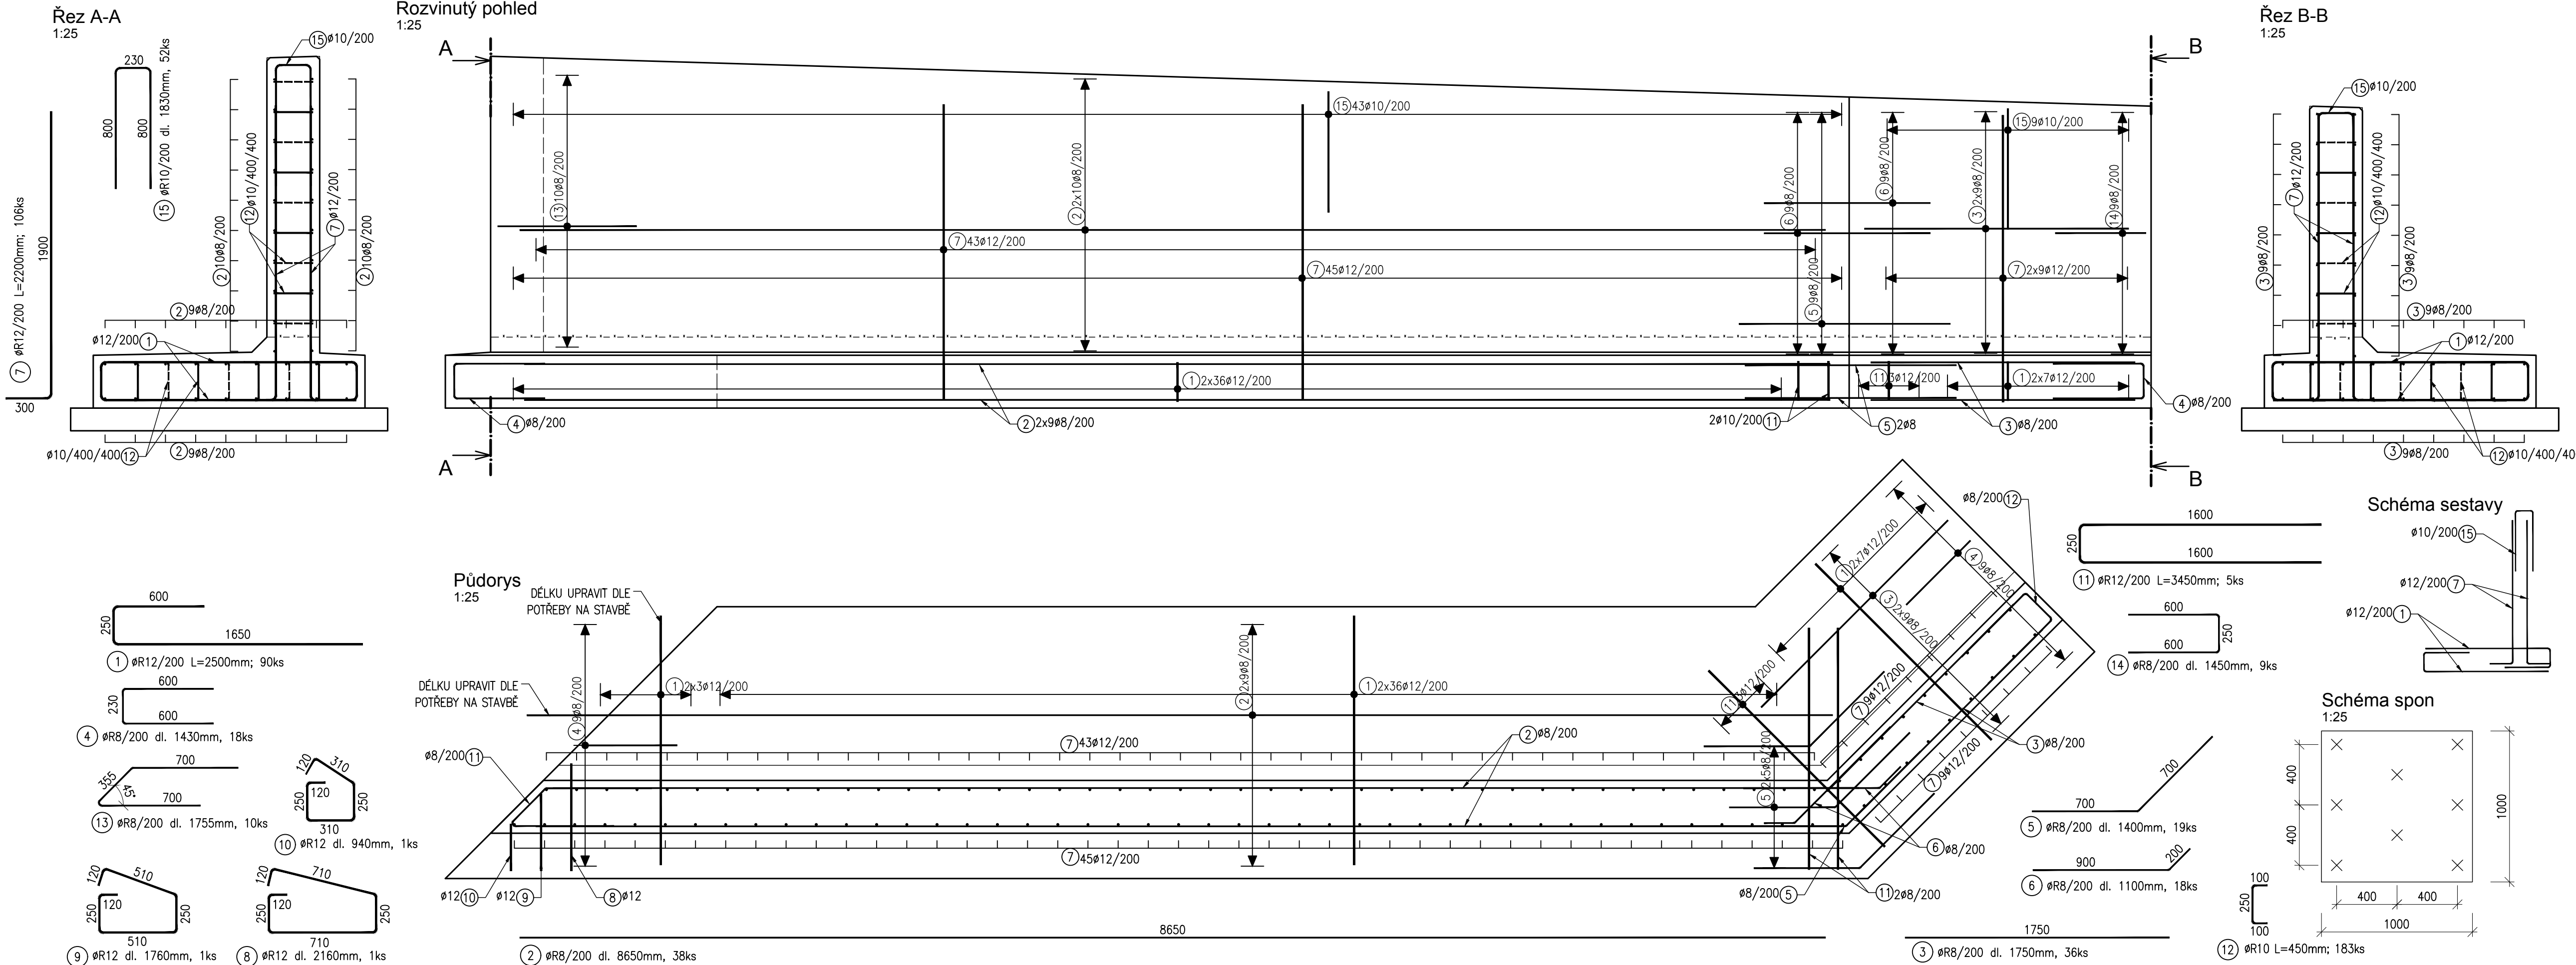 Řez A-A
1:25
230
800
800
15 øR10/200 dl. 1830mm, 52ks
7 øR12/200 L=2200mm; 106ks
1900
300
15 ø10/200
12 ø10/400/400
7 ø12/200
2 10ø8/200
2 10ø8/200
2 9ø8/200
ø12/200 1
ø10/400/400 12
2 9ø8/200
Rozvinutý pohled
1:25
A
B
15 43ø10/200
15 9ø10/200
13 10ø8/200
2 2x10ø8/200
6 9ø8/200
5 9ø8/200
6 9ø8/200
3 2x9ø8/200
14 9ø8/200
7 43ø12/200
7 45ø12/200
7 2x9ø12/200
1 2x36ø12/200
11 3ø12/200
1 2x7ø12/200
4 ø8/200
2 2x9ø8/200
2ø10/200 11
5 2ø8
3 ø8/200
4 ø8/200
A
B
Řez B-B
1:25
15 ø10/200
7 ø12/200
12 ø10/400/400
3 9ø8/200
3 9ø8/200
3 9ø8/200
1 ø12/200
3 9ø8/200
12 ø10/400/40
600
250
1650
1 øR12/200 L=2500mm; 90ks
600
230
600
4 øR8/200 dl. 1430mm, 18ks
700
355
45°
700
13 øR8/200 dl. 1755mm, 10ks
120
310
120
250
250
310
10 øR12 dl. 940mm, 1ks
120
510
120
250
250
510
9 øR12 dl. 1760mm, 1ks
120
710
120
250
250
710
8 øR12 dl. 2160mm, 1ks
Půdorys
1:25
DÉLKU UPRAVIT DLE
POTŘEBY NA STAVBĚ
DÉLKU UPRAVIT DLE
POTŘEBY NA STAVBĚ
4 9ø8/200
1 2x3ø12/200
2 2x9ø8/200
1 2x36ø12/200
7 43ø12/200
2 ø8/200
ø8/200 11
7 45ø12/200
ø12 10
ø12 9
8 ø12
5 2x5ø8/200
11 3ø12/200
1 2x7ø12/200
4 9ø8/200
3 2x9ø8/200
7 9ø12/200
7 9ø12/200
ø8/200 12
3 ø8/200
6 ø8/200
ø8/200 5
11 2ø8/200
8650
2 øR8/200 dl. 8650mm, 38ks
1750
3 øR8/200 dl. 1750mm, 36ks
1600
250
1600
11 øR12/200 L=3450mm; 5ks
600
600
250
14 øR8/200 dl. 1450mm, 9ks
700
700
5 øR8/200 dl. 1400mm, 19ks
900
200
6 øR8/200 dl. 1100mm, 18ks
Schéma sestavy
ø10/200 15
ø12/200 7
ø12/200 1
Schéma spon
1:25
400
400
1000
400
400
1000
100
250
100
12 øR10 L=450mm; 183ks